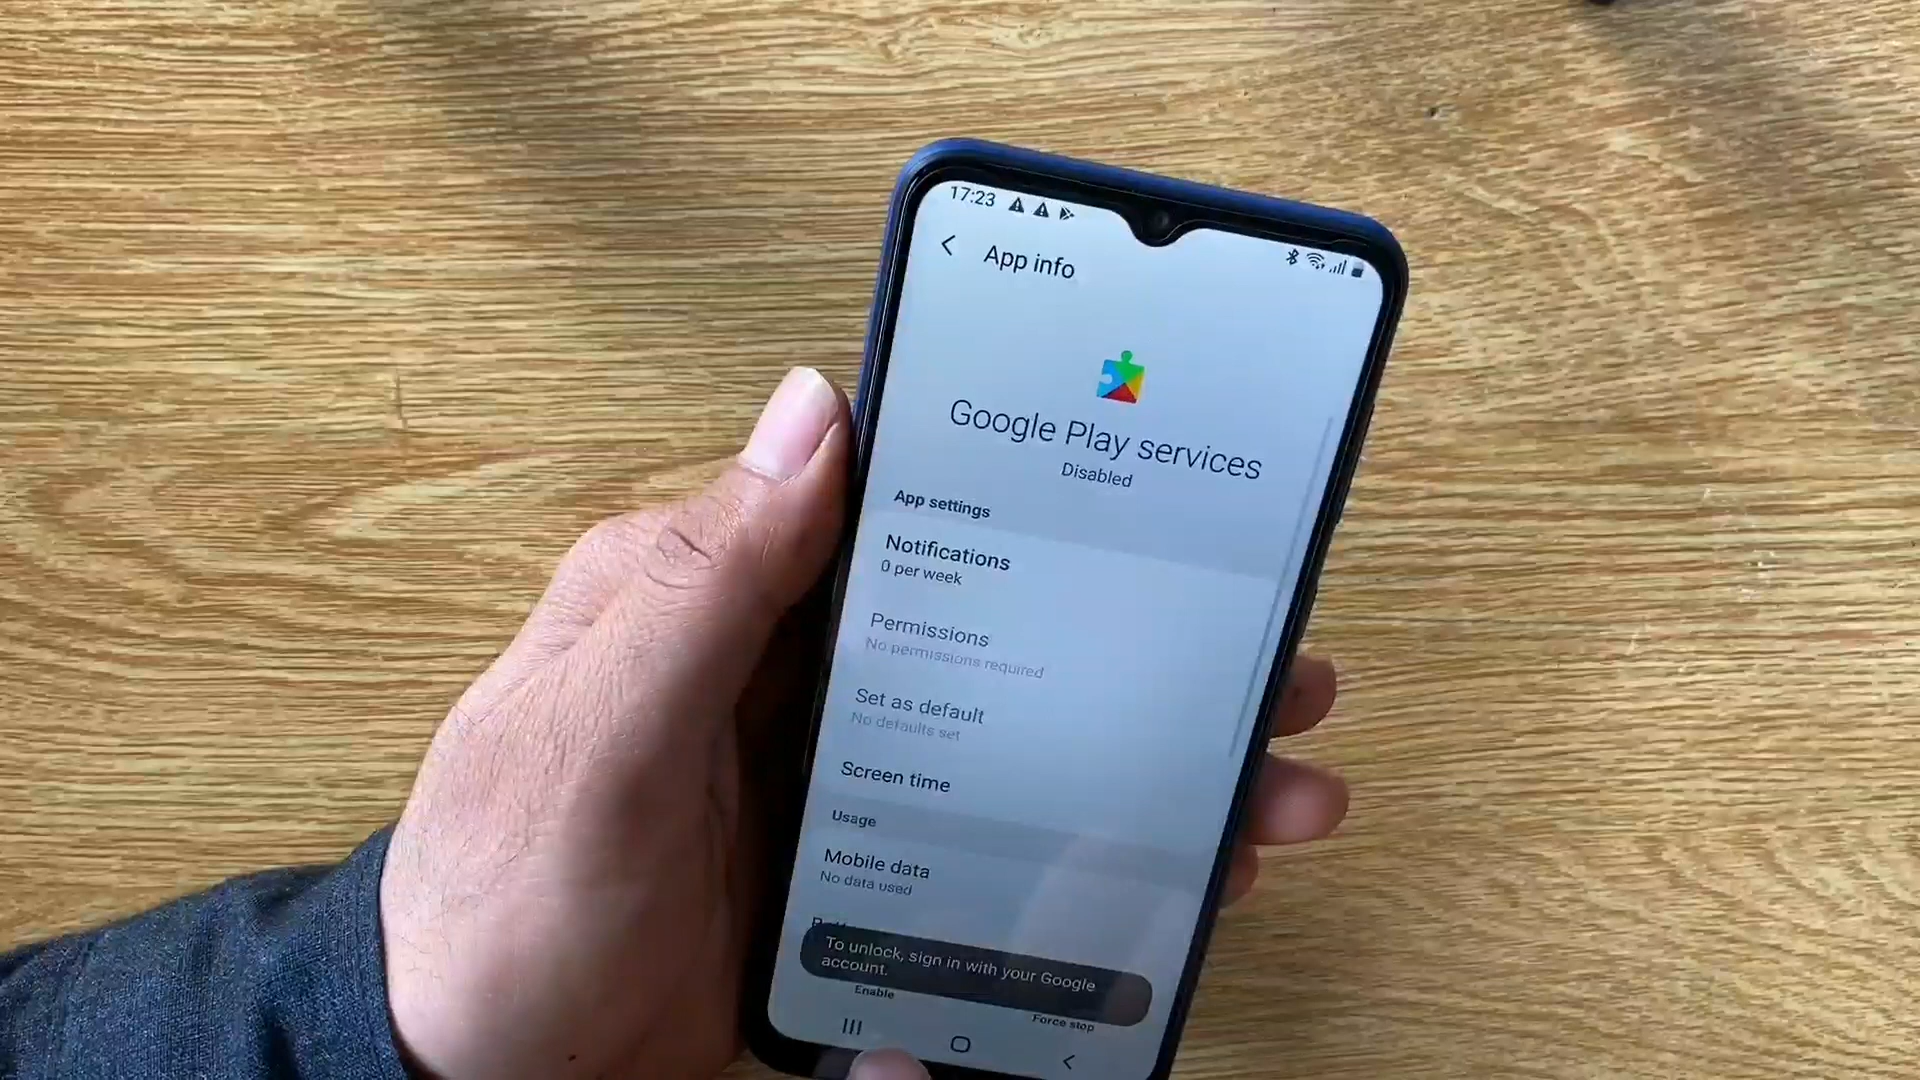 17:23
App info
Google Play services
Disabled
App settings
Notifications
0 per week
Permissions
No permissions required
Set as default
No defaults set
Screen time
Usage
Mobile data
No data used
To unlock, sign in with your Google
account.
Enable
Force stop